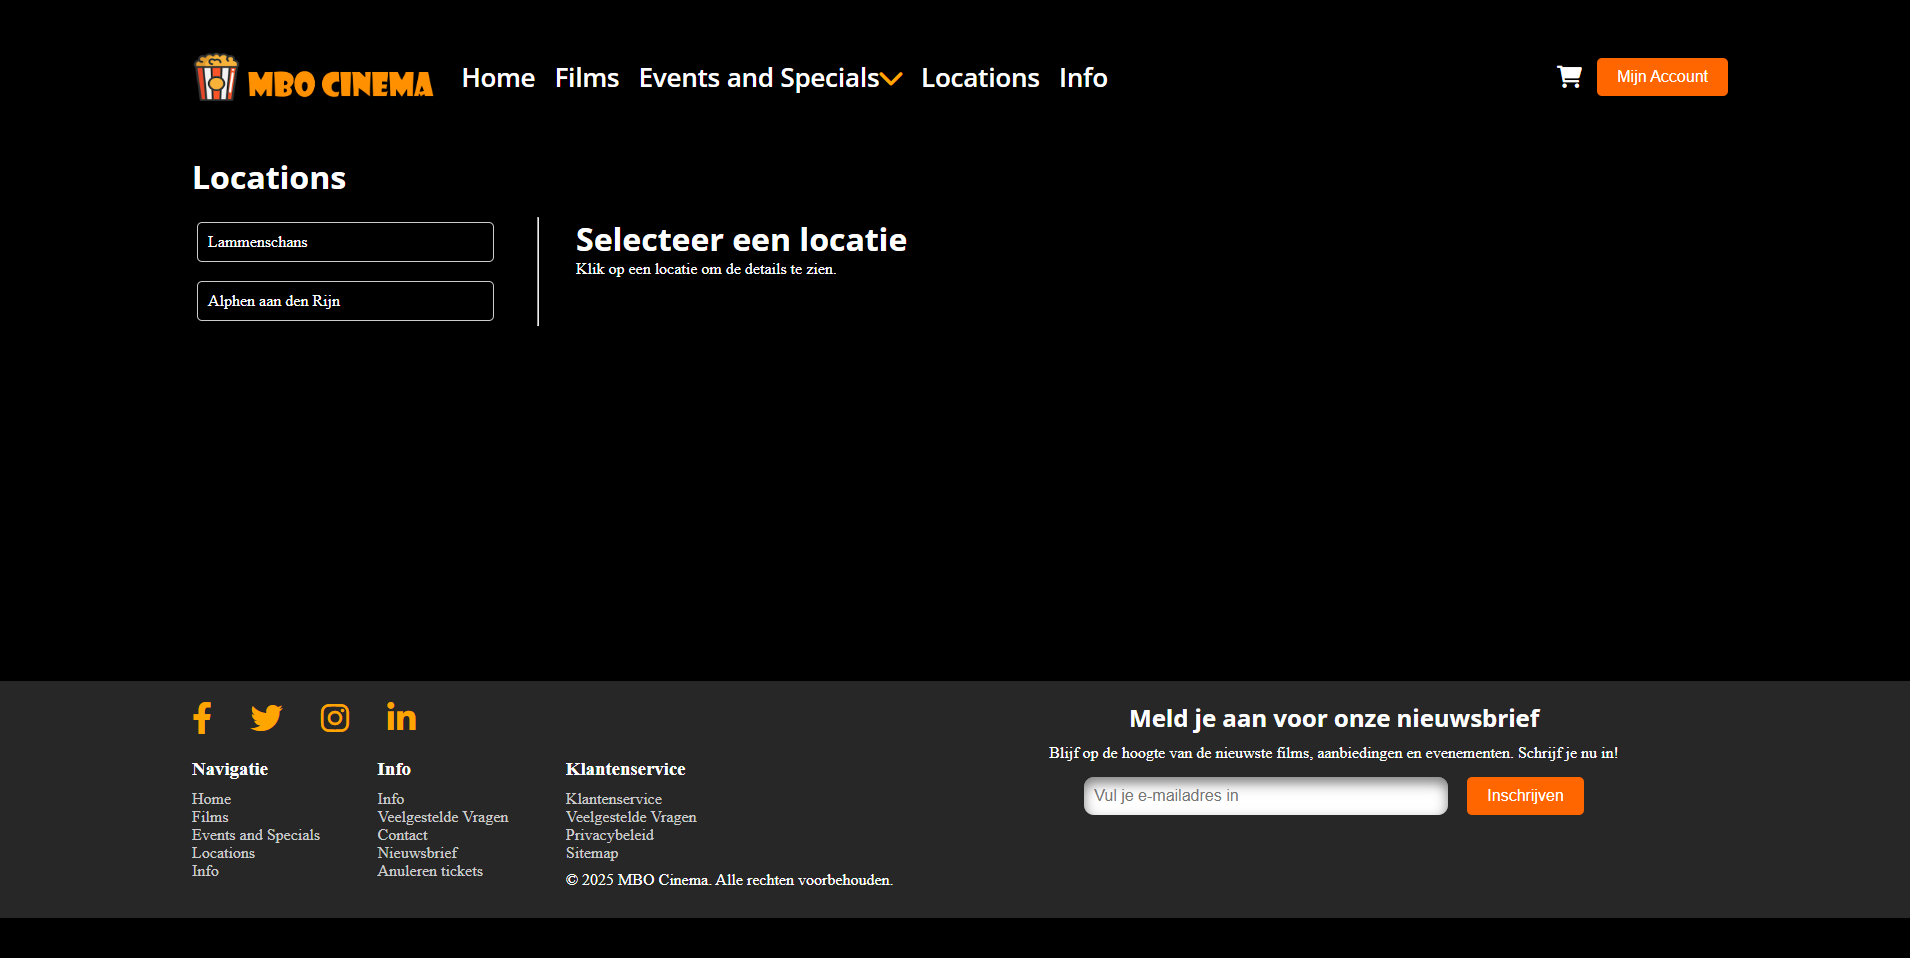 MBO CINEMA Home Films Events and Specials Locations Info Mijn Account
Locations
Lammenschans
Alphen aan den Rijn
Selecteer een locatie
Klik op een locatie om de details te zien.
Navigatie
Home
Films
Events and Specials
Locations
Info
Info
Info
Veelgestelde Vragen
Contact
Nieuwsbrief
Anuleren tickets
Klantenservice
Klantenservice
Veelgestelde Vragen
Privacybeleid
Sitemap
© 2025 MBO Cinema. Alle rechten voorbehouden.
Meld je aan voor onze nieuwsbrief
Blijf op de hoogte van de nieuwste films, aanbiedingen en evenementen. Schrijf je nu in!
Vul je e-mailadres in Inschrijven